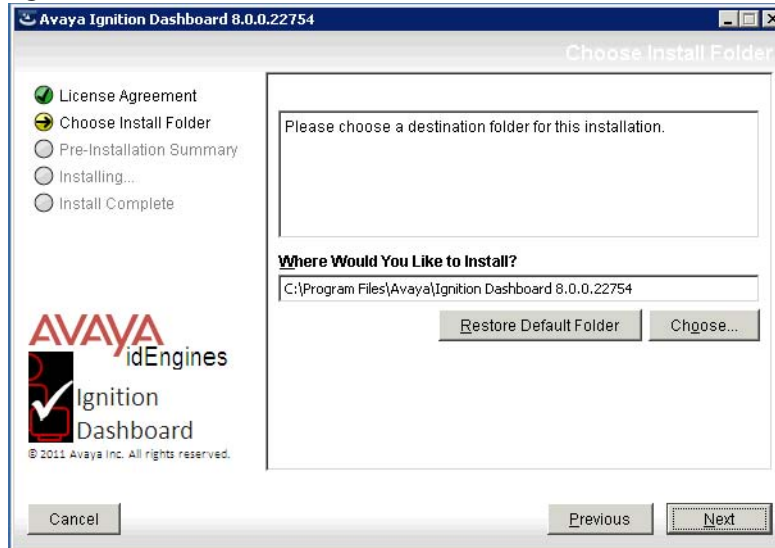 Avaya Ignition Dashboard 8.0.0.22754
Choose Install Folder
License Agreement
Choose Install Folder
Pre-Installation Summary
Installing...
Install Complete
Please choose a destination folder for this installation.
Where Would You Like to Install?
C:\Program Files\Avaya\Ignition Dashboard 8.0.0.22754
Restore Default Folder
Choose...
AVAYA
idEngines
Ignition
Dashboard
© 2011 Avaya Inc. All rights reserved.
Cancel
Previous
Next